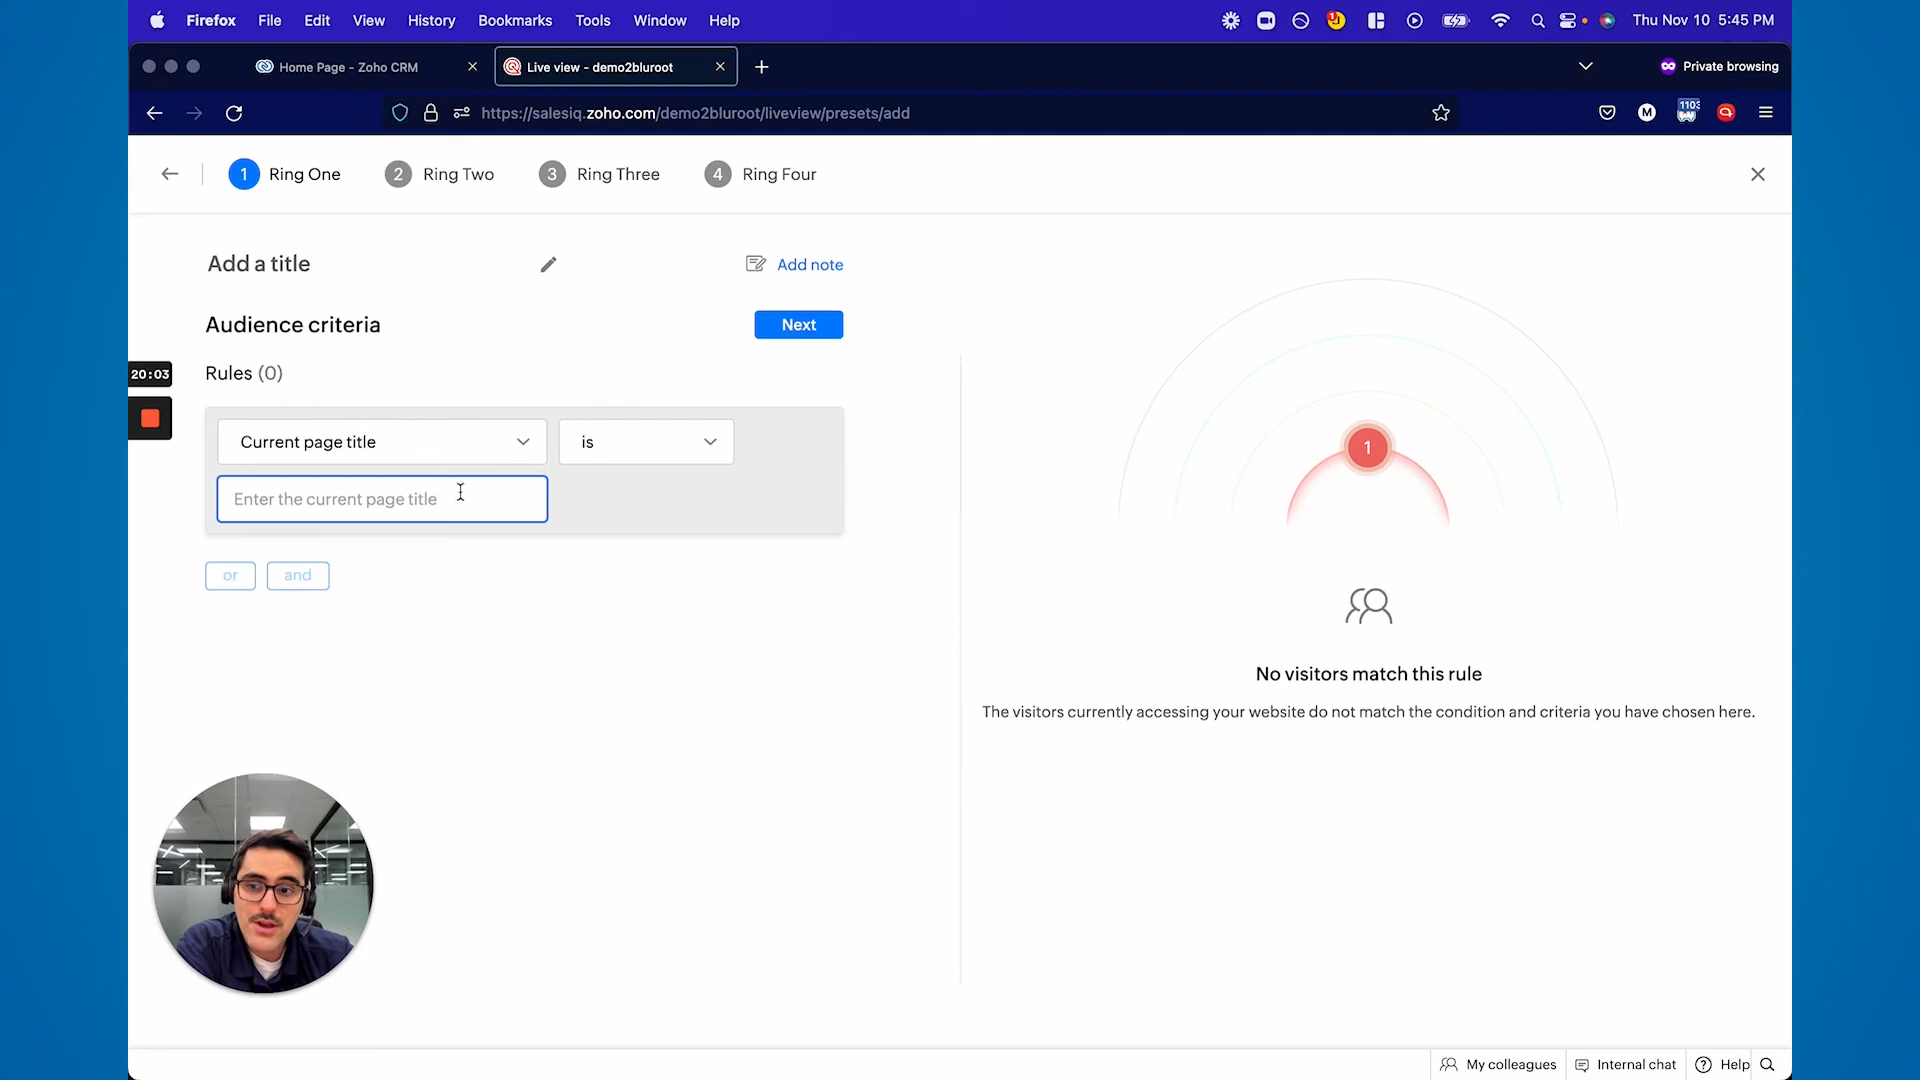 Firefox File Edit View History Bookmarks Tools Window Help Thu Nov 10 5:45 PM
Home Page - Zoho CRM Live view - demo2bluroot Private browsing
https://salesiq.zoho.com/demo2bluroot/liveview/presets/add M 1103
1 Ring One 2 Ring Two 3 Ring Three 4 Ring Four
Add a title Add note
Audience criteria Next
20:03 Rules (0)
Current page title is
1
Enter the current page title
or and
No visitors match this rule
The visitors currently accessing your website do not match the condition and criteria you have chosen here.
My colleagues Internal chat Help